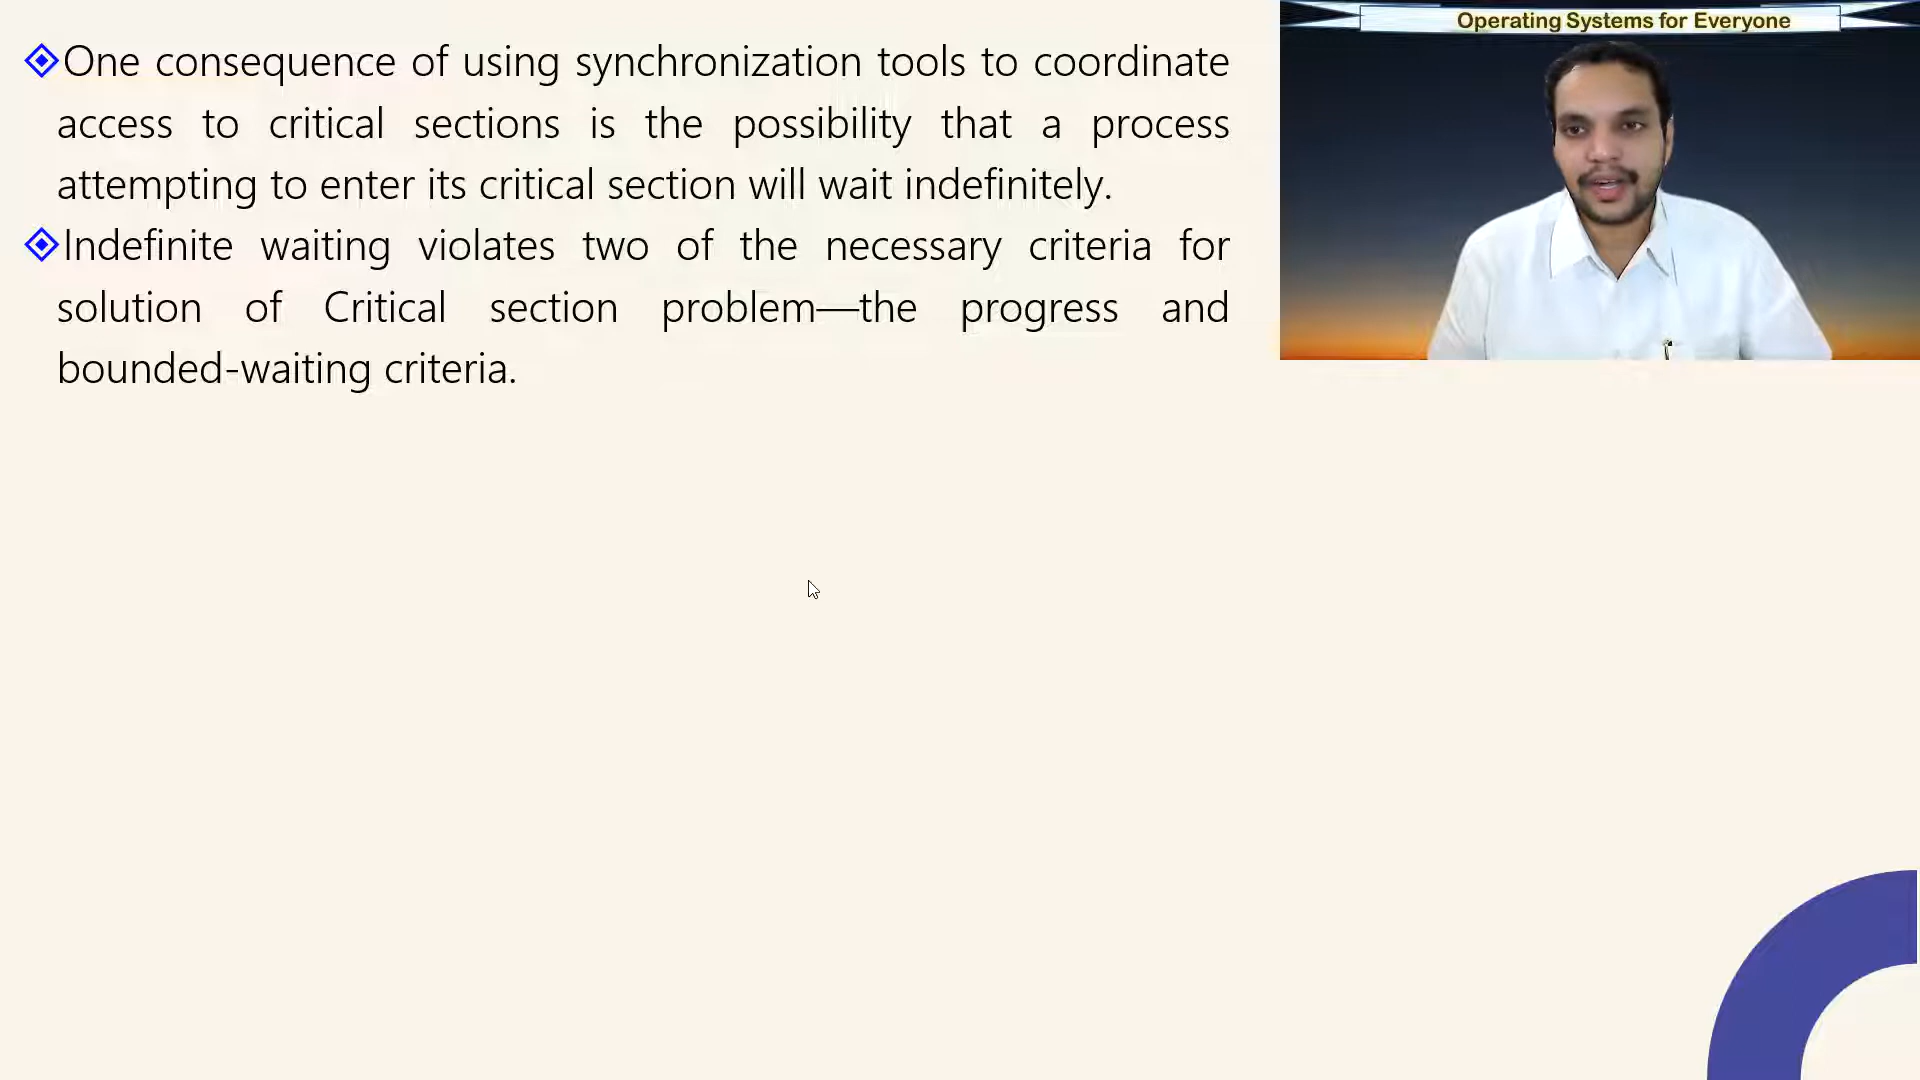 One consequence of using synchronization tools to coordinate
access to critical sections is the possibility that a process
attempting to enter its critical section will wait indefinitely.
Indefinite waiting violates two of the necessary criteria for
solution of Critical section problem—the progress and
bounded-waiting criteria.
Operating Systems for Everyone